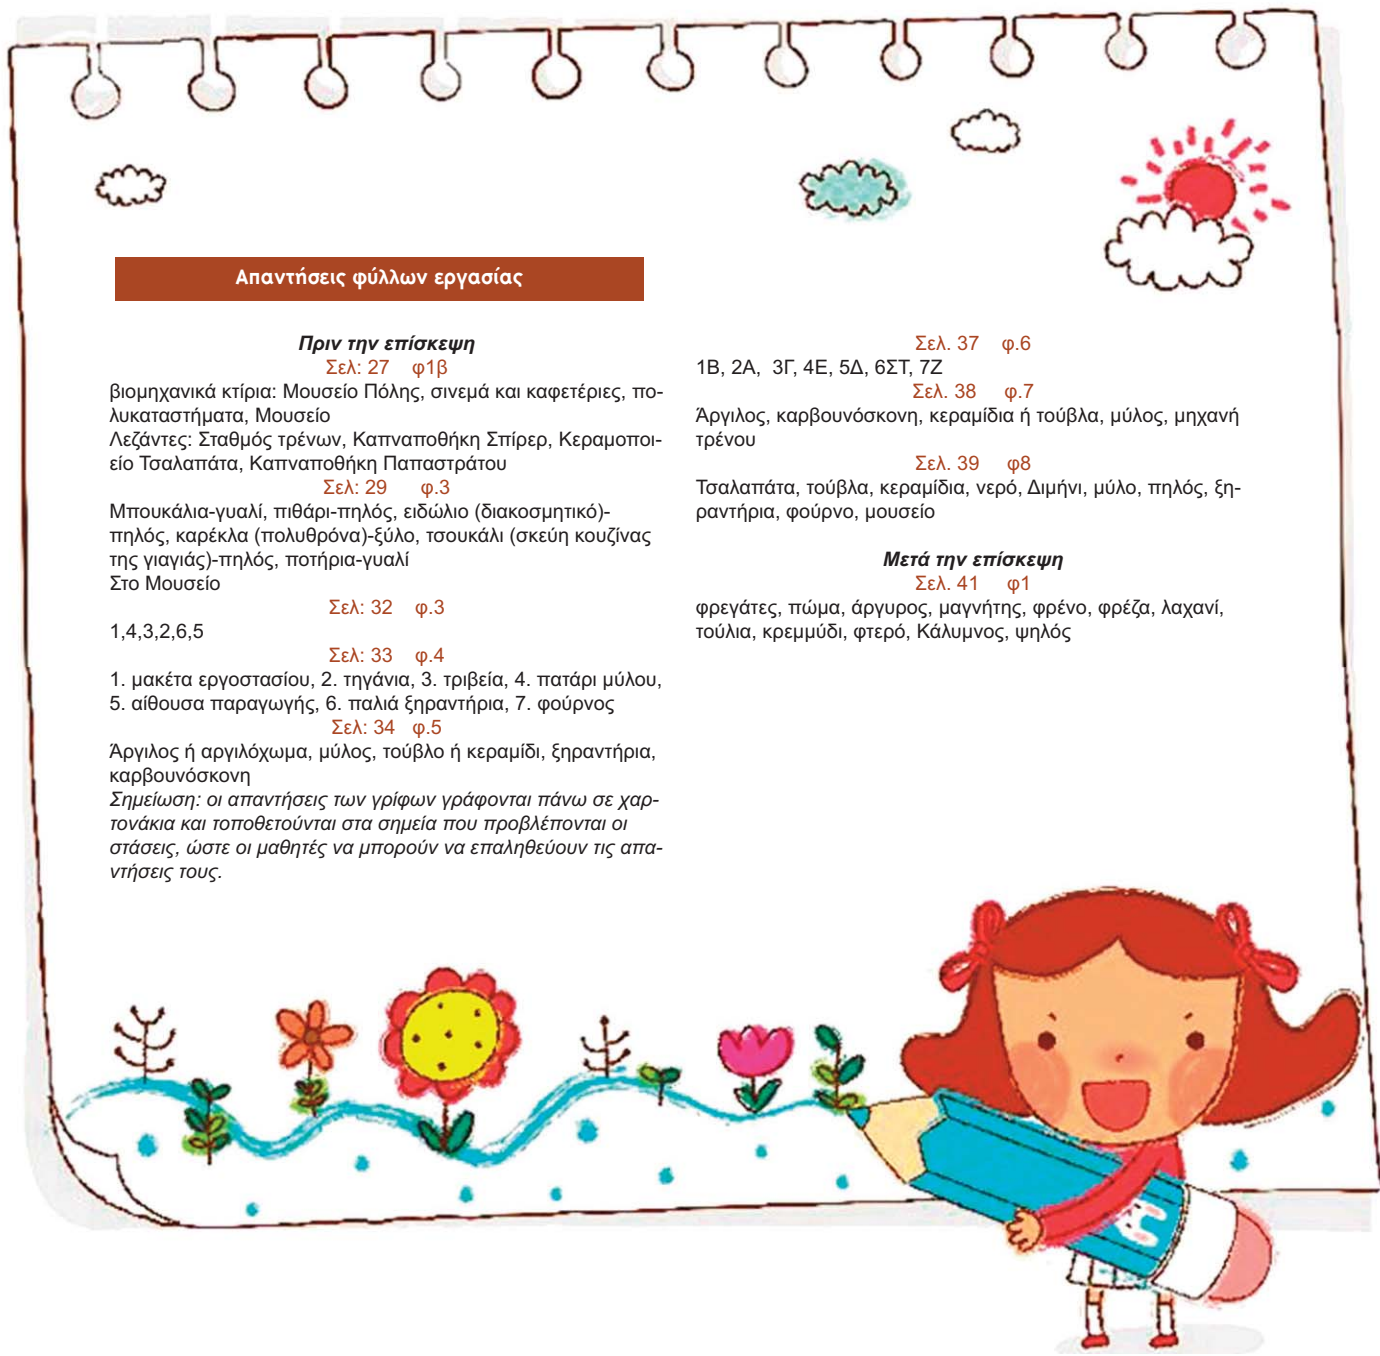 Απαντήσεις φύλλων εργασίας
Πριν την επίσκεψη
Σελ: 27 φ1β
βιομηχανικά κτίρια: Μουσείο Πόλης, σινεμά και καφετέριες, πο-
λυκαταστήματα, Μουσείο
Λεζάντες: Σταθμός τρένων, Καπναποθήκη Σπίρερ, Κεραμοποι-
είο Τσαλαπάτα, Καπναποθήκη Παπαστράτου
Σελ: 29 φ.3
Μπουκάλια-γυαλί, πιθάρι-πηλός, ειδώλιο (διακοσμητικό)-
πηλός, καρέκλα (πολυθρόνα)-ξύλο, τσουκάλι (σκεύη κουζίνας
της γιαγιάς)-πηλός, ποτήρια-γυαλί
Στο Μουσείο
Σελ: 32 φ.3
1,4,3,2,6,5
Σελ: 33 φ.4
1. μακέτα εργοστασίου, 2. τηγάνια, 3. τριβεία, 4. πατάρι μύλου,
5. αίθουσα παραγωγής, 6. παλιά ξηραντήρια, 7. φούρνος
Σελ: 34 φ.5
Άργιλος ή αργιλόχωμα, μύλος, τούβλο ή κεραμίδι, ξηραντήρια,
καρβουνόσκονη
Σημείωση: οι απαντήσεις των γρίφων γράφονται πάνω σε χαρ-
τονάκια και τοποθετούνται στα σημεία που προβλέπονται οι
στάσεις, ώστε οι μαθητές να μπορούν να επαληθεύουν τις απα-
ντήσεις τους.
Σελ. 37 φ.6
1Β, 2Α, 3Γ, 4Ε, 5Δ, 6ΣΤ, 7Ζ
Σελ. 38 φ.7
Άργιλος, καρβουνόσκονη, κεραμίδια ή τούβλα, μύλος, μηχανή
τρένου
Σελ. 39 φ8
Τσαλαπάτα, τούβλα, κεραμίδια, νερό, Διμήνι, μύλο, πηλός, ξη-
ραντήρια, φούρνο, μουσείο
Μετά την επίσκεψη
Σελ. 41 φ1
φρεγάτες, πώμα, άργυρος, μαγνήτης, φρένο, φρέζα, λαχανί,
τούλια, κρεμμύδι, φτερό, Κάλυμνος, ψηλός